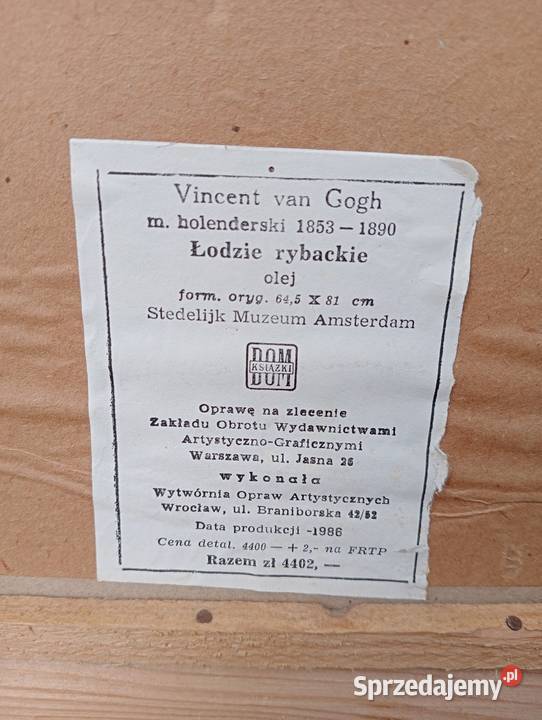 Vincent van Gogh
m. holenderski 1853 — 1890
Łodzie rybackie
olej
form. oryg. 64,5 X 81 cm
Stedelijk Muzeum Amsterdam
DOM
KSIĄŻKI
DOM
Oprawę na zlecenie
Zakładu Obrotu Wydawnictwami
Artystyczno-Graficznymi
Warszawa, ul. Jasna 26
wykonała
Wytwórnia Opraw Artystycznych
Wrocław, ul. Braniborska 42/52
Data produkcji -1986
Cena detal. 4400 — + 2,- na FRTP
Razem zł 4402, —
Sprzedajemy.pl